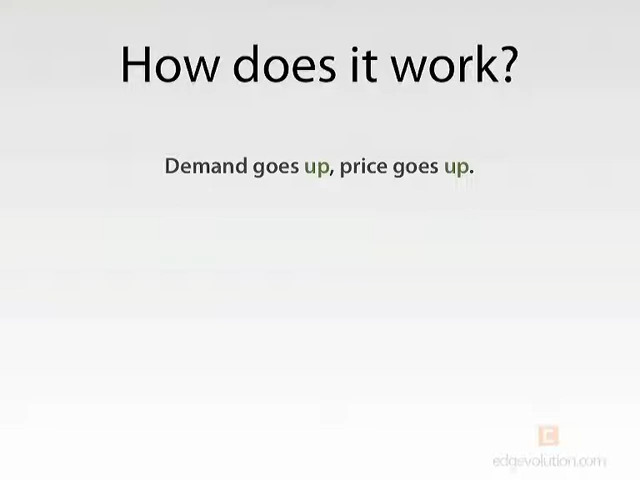 How does it work?
Demand goes up, price goes up.
edgevolution.com